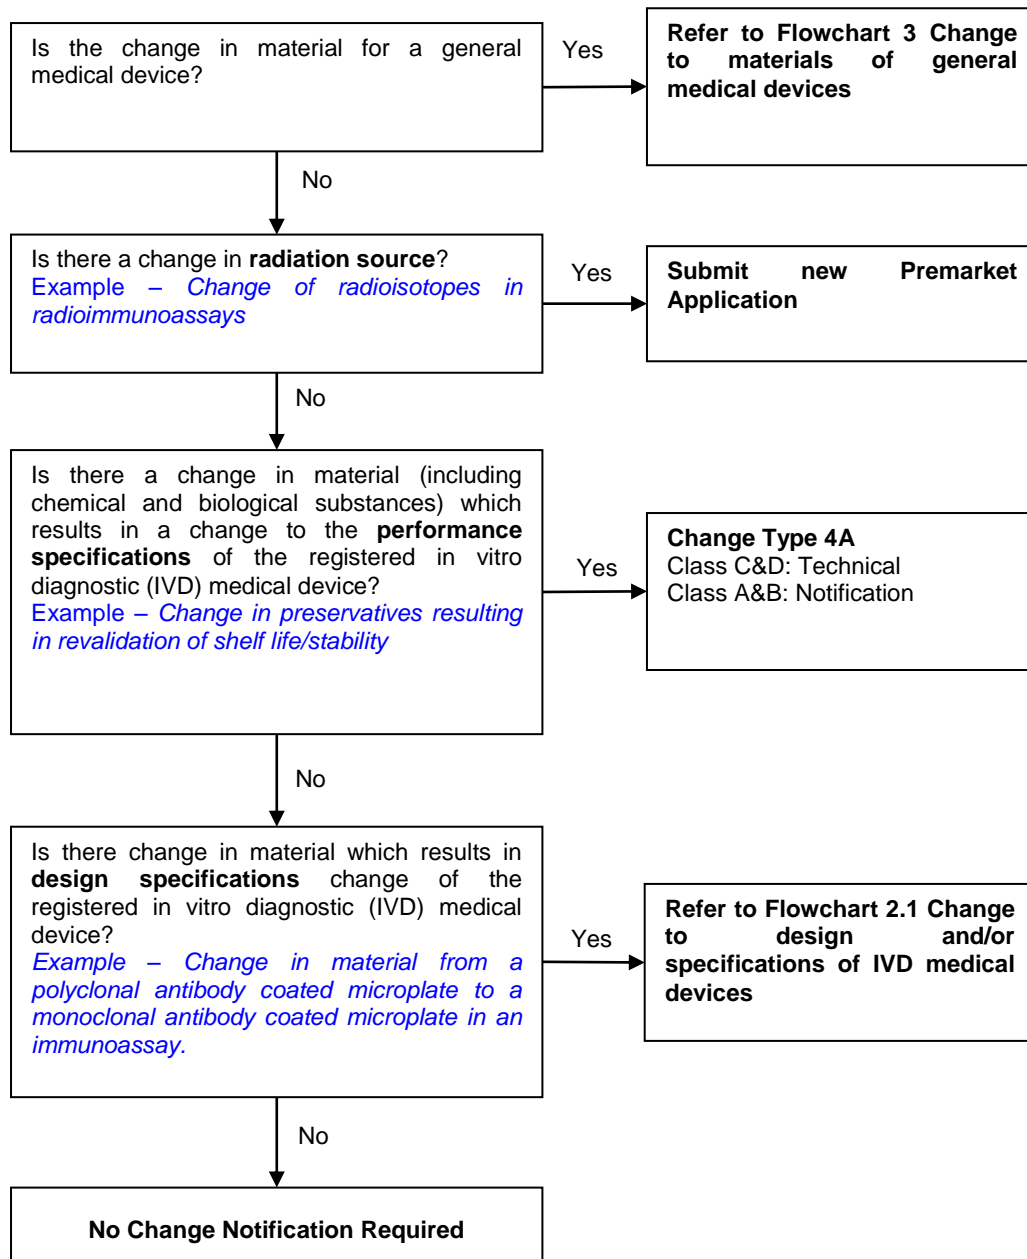 Is the change in material for a general
medical device?
Yes
Refer to Flowchart 3 Change
to materials of general
medical devices
No
Is there a change in radiation source?
Example – Change of radioisotopes in
radioimmunoassays
Yes
Submit new Premarket
Application
No
Is there a change in material (including
chemical and biological substances) which
results in a change to the performance
specifications of the registered in vitro
diagnostic (IVD) medical device?
Example – Change in preservatives resulting
in revalidation of shelf life/stability
Yes
Change Type 4A
Class C&D: Technical
Class A&B: Notification
No
Is there change in material which results in
design specifications change of the
registered in vitro diagnostic (IVD) medical
device?
Example – Change in material from a
polyclonal antibody coated microplate to a
monoclonal antibody coated microplate in an
immunoassay.
Yes
Refer to Flowchart 2.1 Change
to design and/or
specifications of IVD medical
devices
No
No Change Notification Required